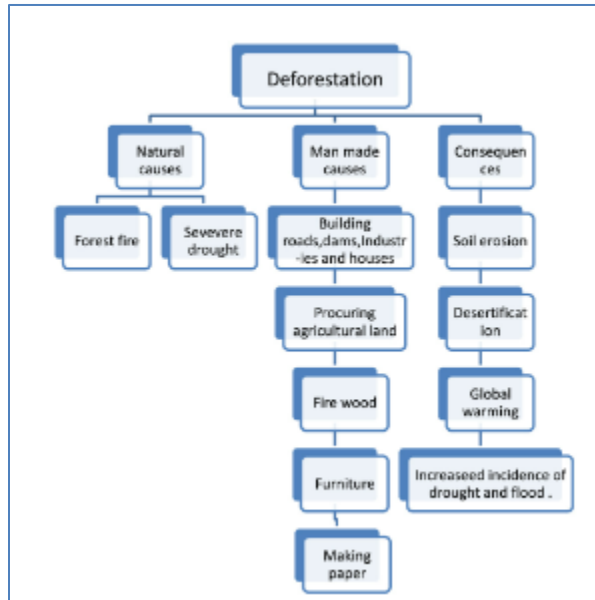 Deforestation
Natural
causes
Man made
causes
Consequen
ces
Forest fire
Sevevere
drought
Building
roads,dams,Industr
-ies and houses
Soil erosion
Procuring
agricultural land
Desertificat
ion
Fire wood
Global
warming
Furniture
Increaseed incidence of
drought and flood .
Making
paper